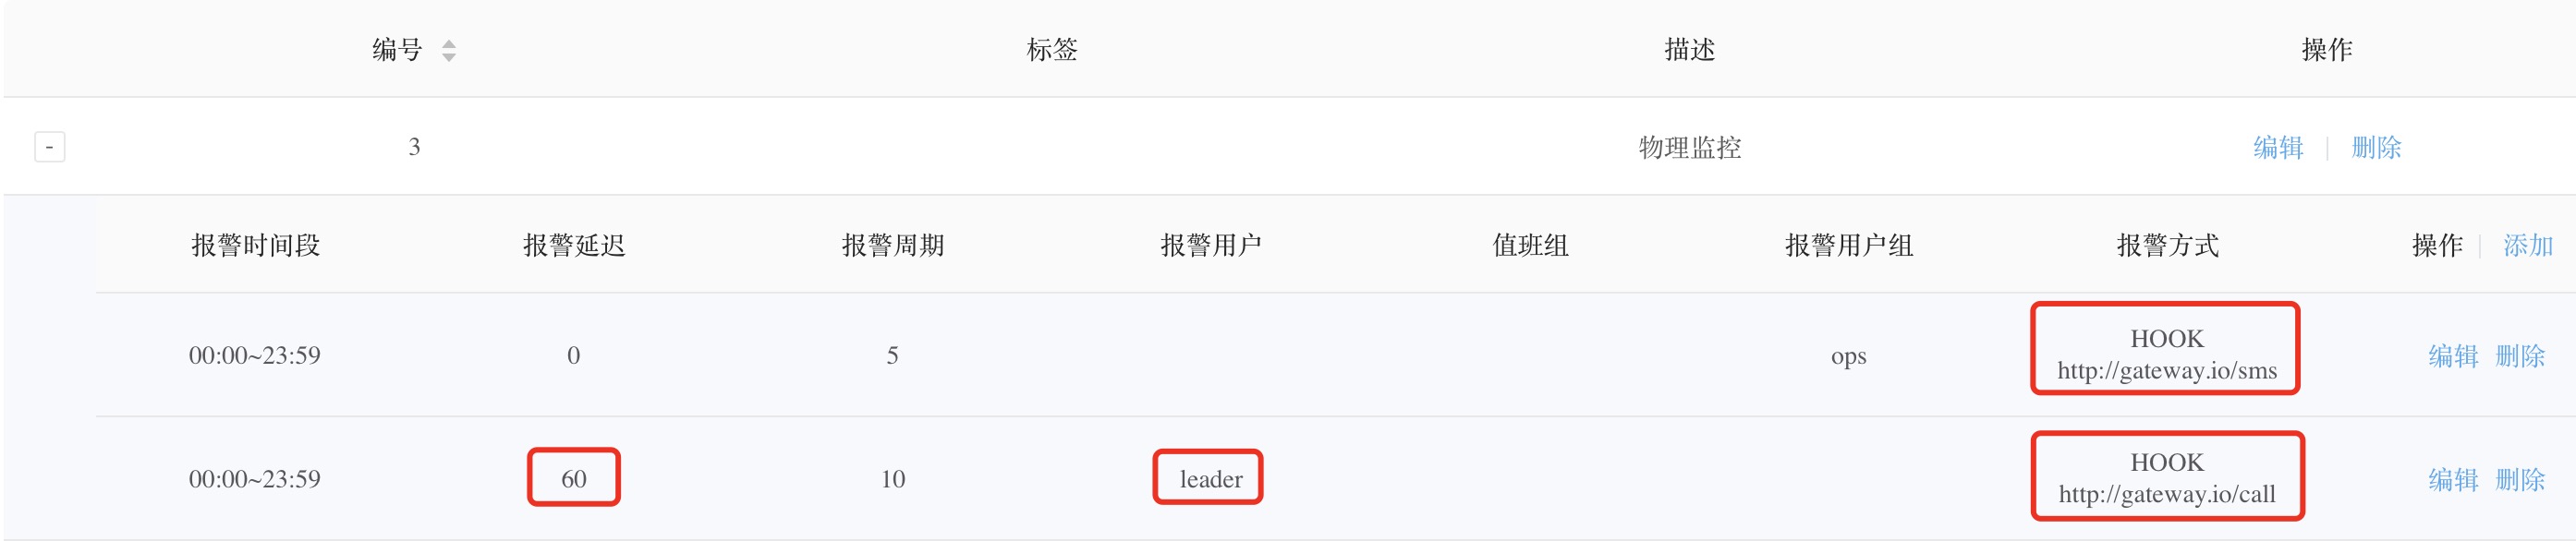 编号 标签 描述 操作
- 3 物理监控 编辑 删除
报警时间段 报警延迟 报警周期 报警用户 值班组 报警用户组 报警方式 操作 添加
00:00~23:59 0 5 ops HOOK 编辑 删除
http://gateway.io/sms
00:00~23:59 60 10 leader HOOK 编辑 删除
http://gateway.io/call